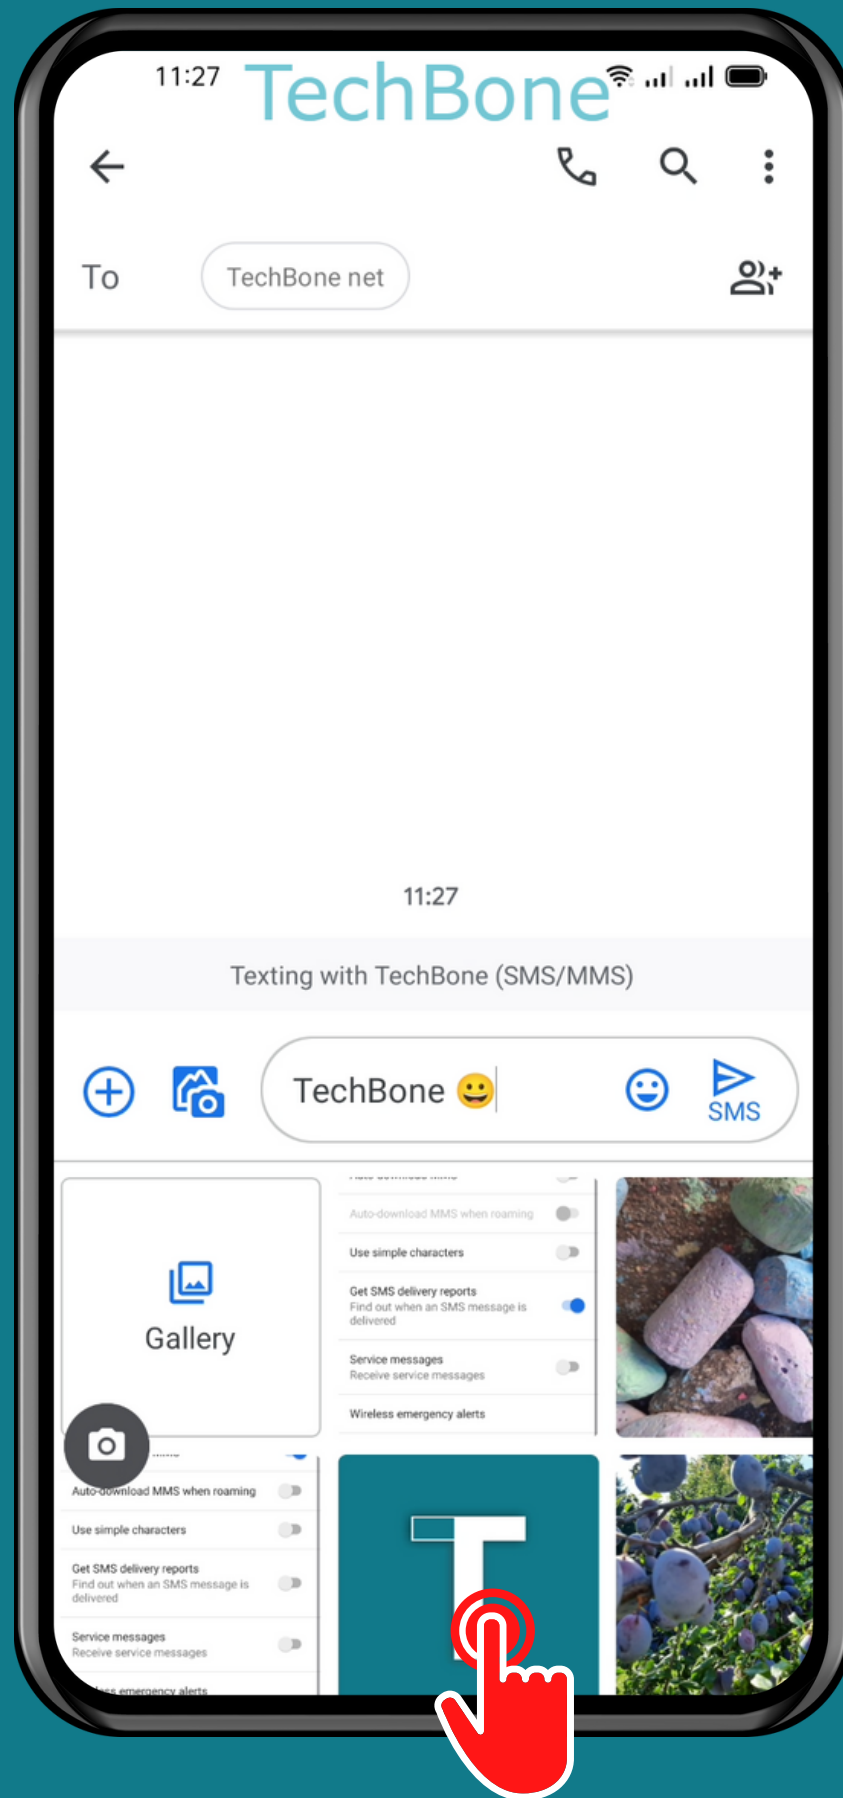 11:27 TechBone
To TechBone net
11:27
Texting with TechBone (SMS/MMS)
TechBone 😀
SMS
Gallery
Auto-download MMS when roaming
Use simple characters
Get SMS delivery reports
Find out when an SMS message is
delivered
Service messages
Receive service messages
Wireless emergency alerts
Auto-download MMS when roaming
Use simple characters
Get SMS delivery reports
Find out when an SMS message is
delivered
Service messages
Receive service messages
emergency alerts
T